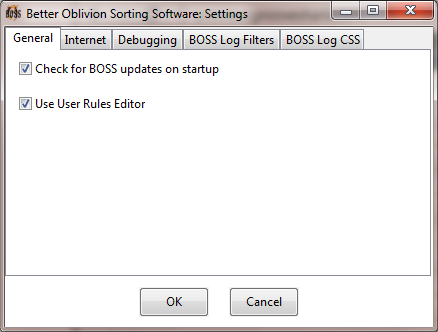 BOSS Better Oblivion Sorting Software: Settings
General Internet Debugging BOSS Log Filters BOSS Log CSS
Check for BOSS updates on startup
Use User Rules Editor
OK Cancel